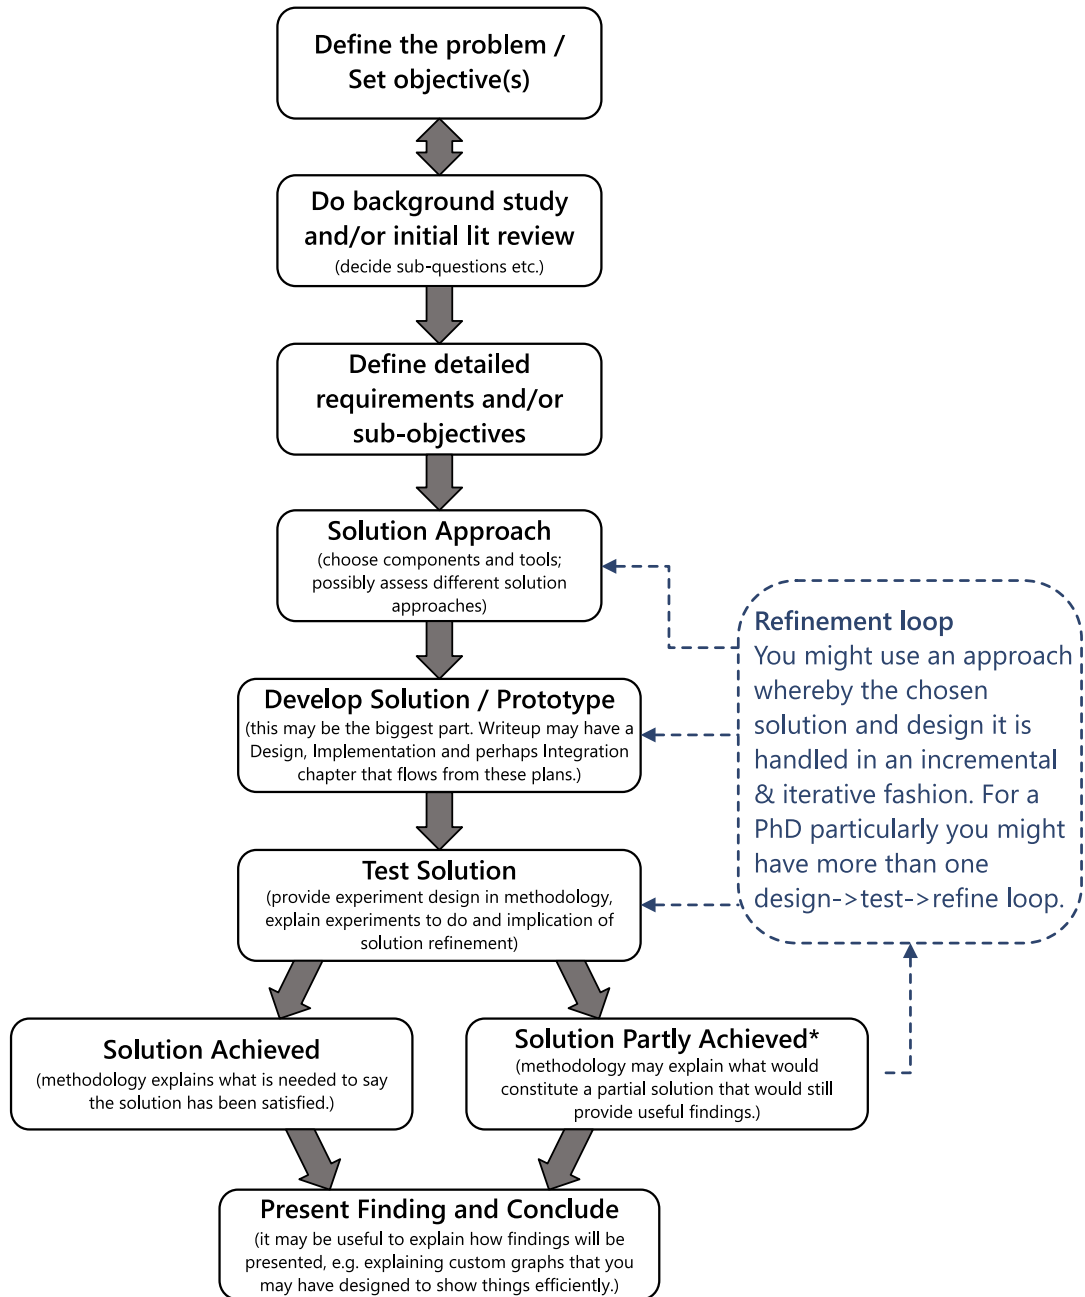 Define the problem /
Set objective(s)
Do background study
and/or initial lit review
(decide sub-questions etc.)
Define detailed
requirements and/or
sub-objectives
Solution Approach
(choose components and tools;
possibly assess different solution
approaches)
Develop Solution / Prototype
(this may be the biggest part. Writeup may have a
Design, Implementation and perhaps Integration
chapter that flows from these plans.)
Test Solution
(provide experiment design in methodology,
explain experiments to do and implication of
solution refinement)
Refinement loop
You might use an approach
whereby the chosen
solution and design it is
handled in an incremental
& iterative fashion. For a
PhD particularly you might
have more than one
design->test->refine loop.
Solution Achieved
(methodology explains what is needed to say
the solution has been satisfied.)
Solution Partly Achieved*
(methodology may explain what would
constitute a partial solution that would still
provide useful findings.)
Present Finding and Conclude
(it may be useful to explain how findings will be
presented, e.g. explaining custom graphs that you
may have designed to show things efficiently.)